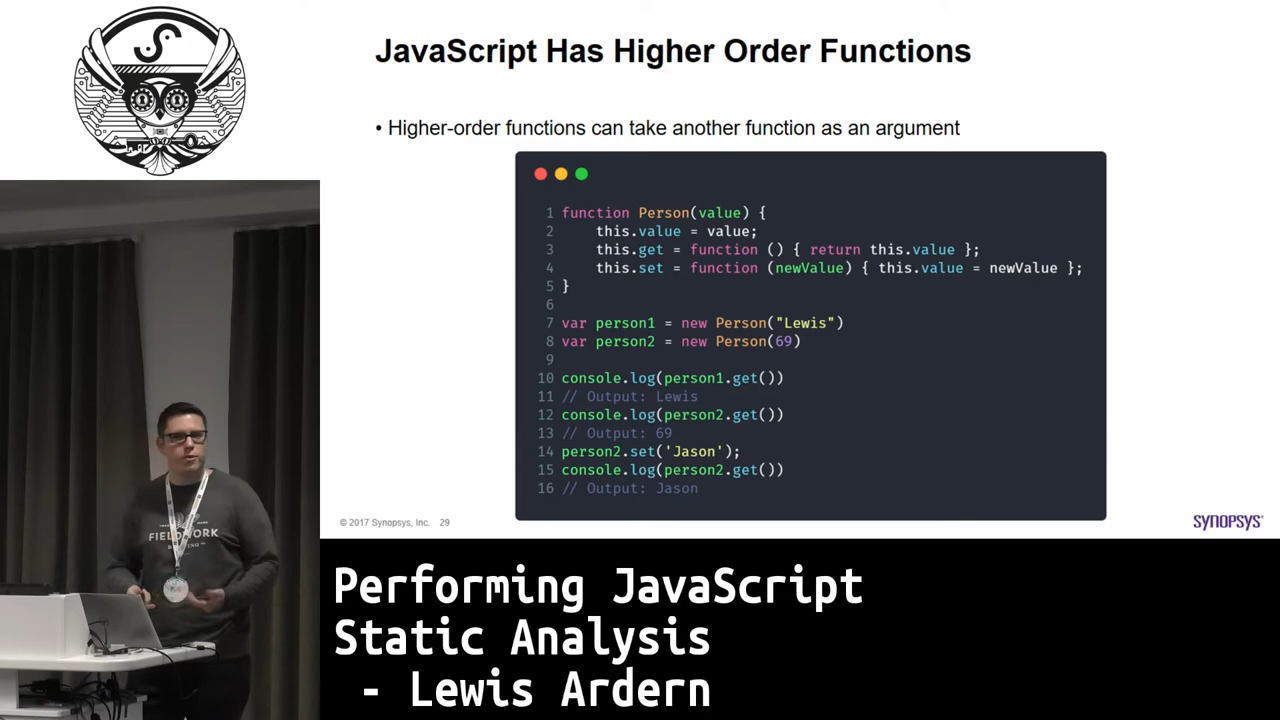 JavaScript Has Higher Order Functions
• Higher-order functions can take another function as an argument
1 function Person(value) {
2 this.value = value;
3 this.get = function () { return this.value };
4 this.set = function (newValue) { this.value = newValue };
5 }
6
7 var person1 = new Person("Lewis")
8 var person2 = new Person(69)
9
10 console.log(person1.get())
11 // Output: Lewis
12 console.log(person2.get())
13 // Output: 69
14 person2.set('Jason');
15 console.log(person2.get())
16 // Output: Jason
© 2017 Synopsys, Inc. 29
SYNOPSYS®
FIELDWORK
Performing JavaScript
Static Analysis
- Lewis Ardern